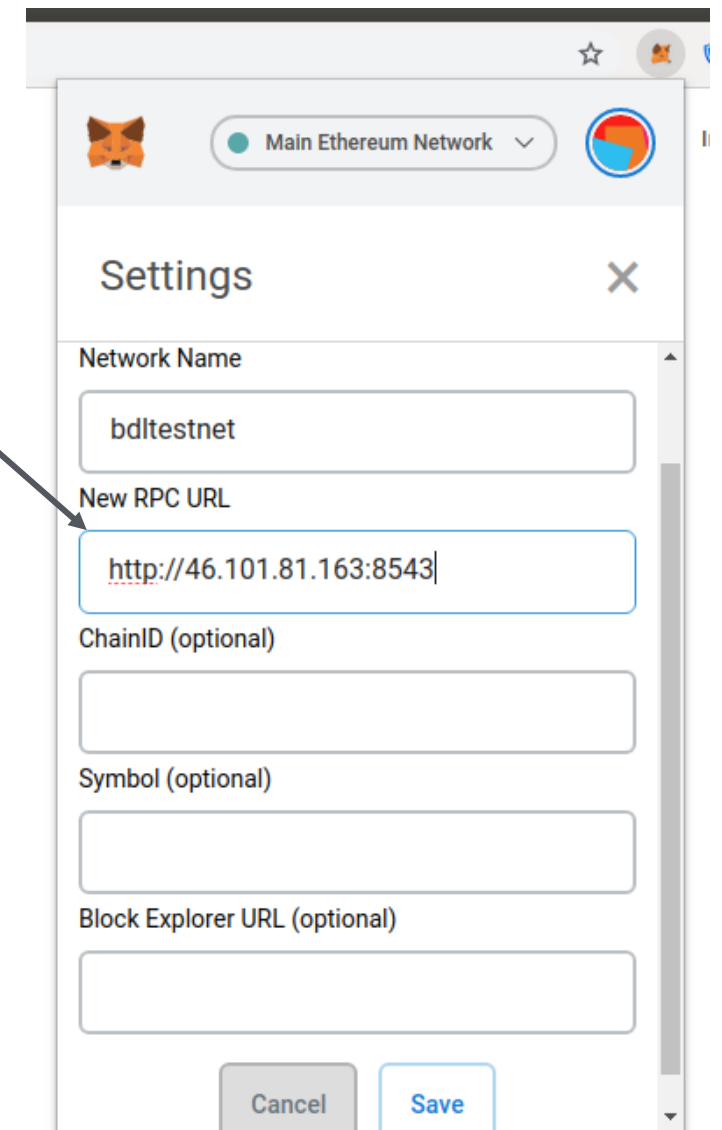 Main Ethereum Network
Settings
Network Name
bdltestnet
New RPC URL
http://46.101.81.163:8543
ChainID (optional)
Symbol (optional)
Block Explorer URL (optional)
Cancel Save